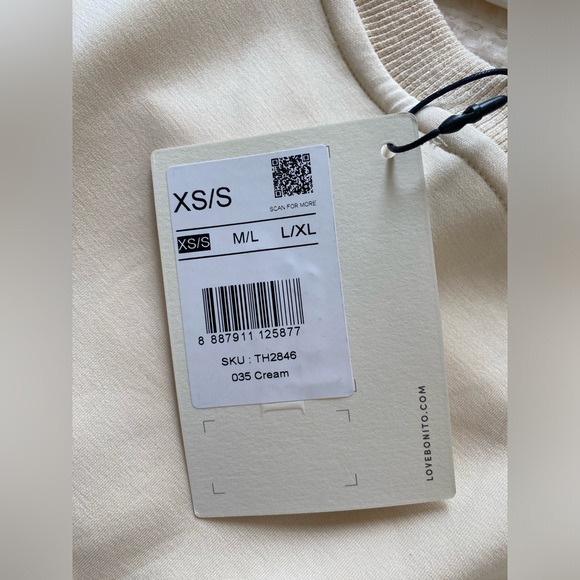 XS/S
SCAN FOR MORE
XS/S M/L L/XL
8 887911 125877
SKU : TH2846
035 Cream
LOVEBONITO.COM